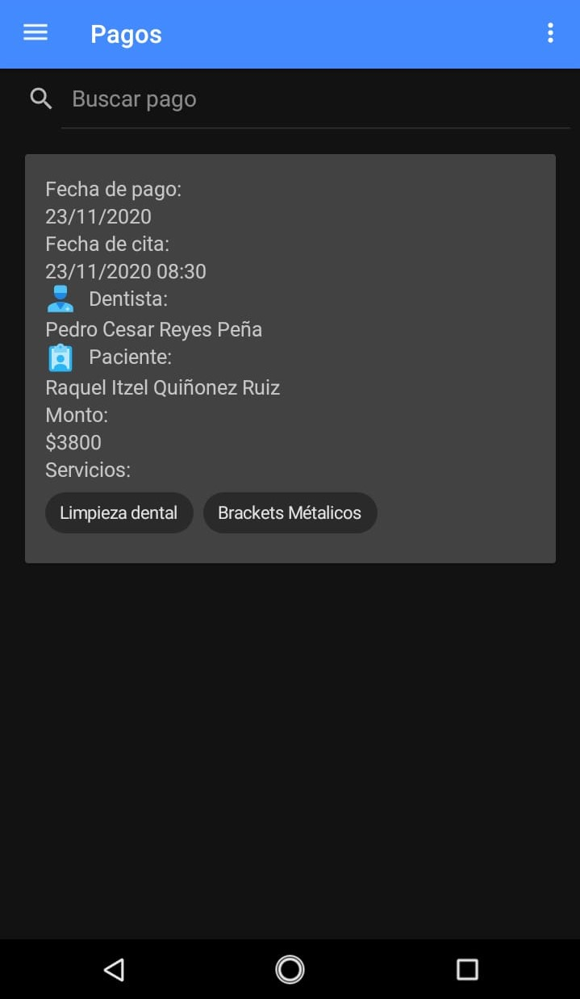 Pagos
Buscar pago
Fecha de pago:
23/11/2020
Fecha de cita:
23/11/2020 08:30
Dentista:
Pedro Cesar Reyes Peña
Paciente:
Raquel Itzel Quiñonez Ruiz
Monto:
$3800
Servicios:
Limpieza dental Brackets Métalicos